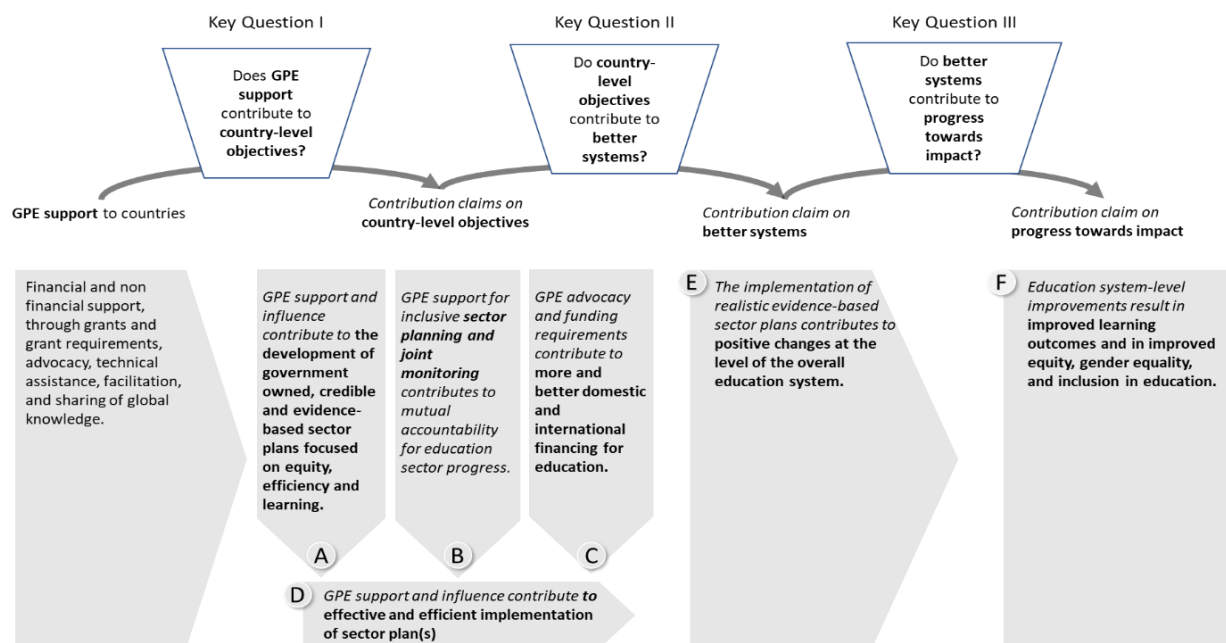 Key Question I
Key Question II
Key Question III
Does GPE
support
contribute to
country-level
objectives?
Do country-
level
objectives
contribute to
better
systems?
Do better
systems
contribute to
progress
towards
impact?
GPE support to countries
Contribution claims on
country-level objectives
Contribution claim on
better systems
Contribution claim on
progress towards impact
Financial and non
financial support,
through grants and
grant requirements,
advocacy, technical
assistance, facilitation,
and sharing of global
knowledge.
GPE support and
influence contribute
to the
development of
government
owned, credible
and evidence-
based sector
plans focused
on equity,
efficiency and
learning.
A
GPE support for
inclusive sector
planning and
joint
monitoring
contributes to
mutual
accountability
for education
sector progress.
B
GPE advocacy
and funding
requirements
contribute to
more and
better domestic
and
international
financing for
education.
C
D
GPE support and influence contribute to
effective and efficient implementation
of sector plan(s)
E
The implementation of
realistic evidence-based
sector plans contributes to
positive changes at the
level of the overall
education system.
F
Education system-level
improvements result in
improved learning
outcomes and in improved
equity, gender equality,
and inclusion in education.